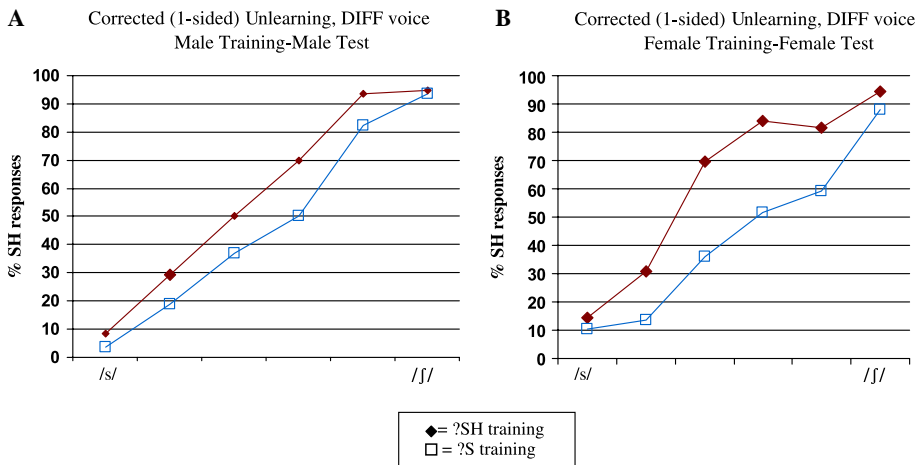 A
Corrected (1-sided) Unlearning, DIFF voice
Male Training-Male Test
100
90
80
70
60
50
40
30
20
10
0
% SH responses
/s/
/ʃ/
B
Corrected (1-sided) Unlearning, DIFF voice
Female Training-Female Test
100
90
80
70
60
50
40
30
20
10
0
% SH responses
/s/
/ʃ/
= ?SH training
= ?S training